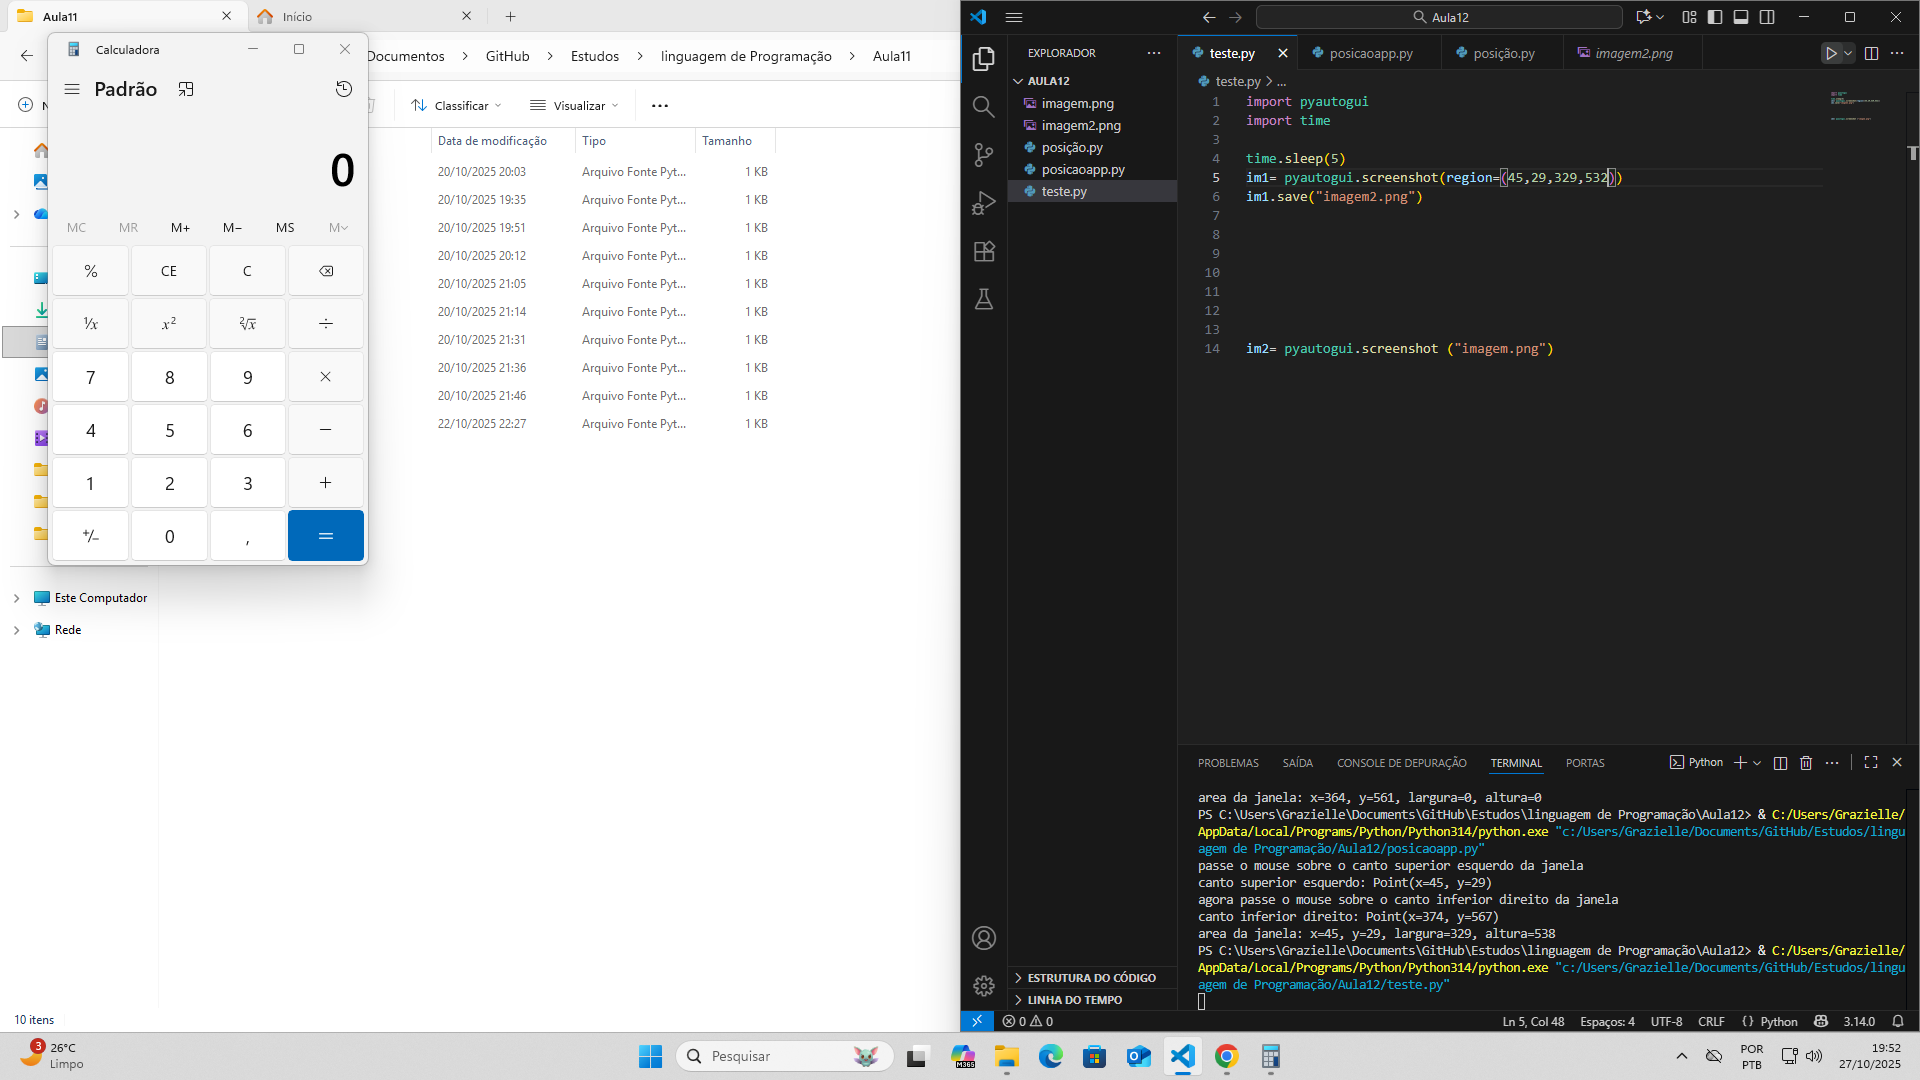 Aula11
Início
Calculadora
Documentos
GitHub
Estudos
linguagem de Programação
Aula11
Padrão
Classificar
Visualizar
0
MC MR M+ M− MS M
% CE C
¹/x x² ²√x ÷
7 8 9 ×
4 5 6 −
1 2 3 +
+/− 0 , =
Data de modificação Tipo Tamanho
20/10/2025 20:03 Arquivo Fonte Pyt... 1 KB
20/10/2025 19:35 Arquivo Fonte Pyt... 1 KB
20/10/2025 19:51 Arquivo Fonte Pyt... 1 KB
20/10/2025 20:12 Arquivo Fonte Pyt... 1 KB
20/10/2025 21:05 Arquivo Fonte Pyt... 1 KB
20/10/2025 21:14 Arquivo Fonte Pyt... 1 KB
20/10/2025 21:31 Arquivo Fonte Pyt... 1 KB
20/10/2025 21:36 Arquivo Fonte Pyt... 1 KB
20/10/2025 21:46 Arquivo Fonte Pyt... 1 KB
22/10/2025 22:27 Arquivo Fonte Pyt... 1 KB
Este Computador
Rede
10 itens
Aula12
EXPLORADOR
AULA12
imagem.png
imagem2.png
posição.py
posicaoapp.py
teste.py
ESTRUTURA DO CÓDIGO
LINHA DO TEMPO
teste.py posicaoapp.py posição.py imagem2.png
teste.py > ...
1 import pyautogui
2 import time
3
4 time.sleep(5)
5 im1= pyautogui.screenshot(region=(45,29,329,532))
6 im1.save("imagem2.png")
7
8
9
10
11
12
13
14 im2= pyautogui.screenshot ("imagem.png")
PROBLEMAS SAÍDA CONSOLE DE DEPURAÇÃO TERMINAL PORTAS
Python
area da janela: x=364, y=561, largura=0, altura=0
PS C:\Users\Grazielle\Documents\GitHub\Estudos\linguagem de Programação\Aula12> & C:/Users/Grazielle/
AppData/Local/Programs/Python/Python314/python.exe "c:/Users/Grazielle/Documents/GitHub/Estudos/lingu
agem de Programação/Aula12/posicaoapp.py"
passe o mouse sobre o canto superior esquerdo da janela
canto superior esquerdo: Point(x=45, y=29)
agora passe o mouse sobre o canto inferior direito da janela
canto inferior direito: Point(x=374, y=567)
area da janela: x=45, y=29, largura=329, altura=538
PS C:\Users\Grazielle\Documents\GitHub\Estudos\linguagem de Programação\Aula12> & C:/Users/Grazielle/
AppData/Local/Programs/Python/Python314/python.exe "c:/Users/Grazielle/Documents/GitHub/Estudos/lingu
agem de Programação/Aula12/teste.py"
0 0
Ln 5, Col 48 Espaços: 4 UTF-8 CRLF {} Python 3.14.0
3
26°C
Limpo
Pesquisar
M365
POR
PTB
19:52
27/10/2025